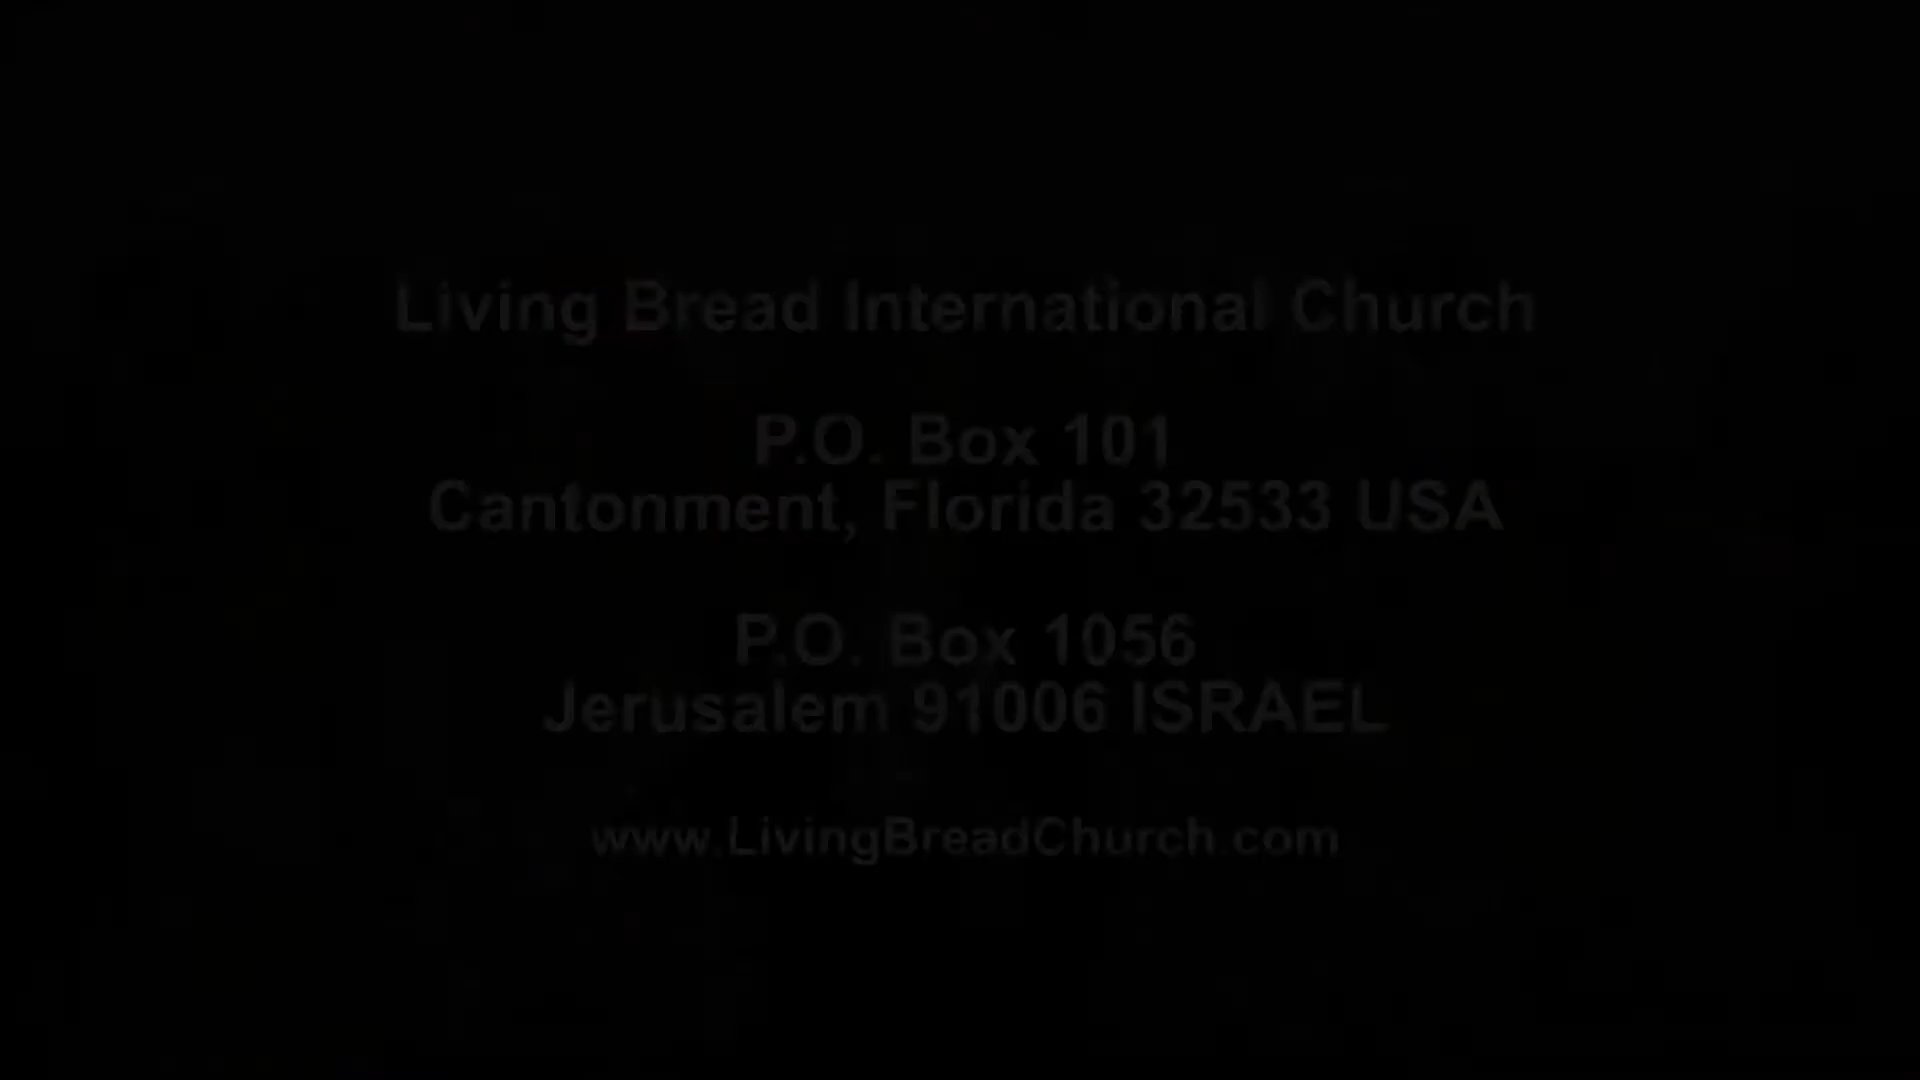 Living Bread International Church
P.O. Box 101
Cantonment, Florida 32533 USA
P.O. Box 1056
Jerusalem 91006 ISRAEL
www.LivingBreadChurch.com